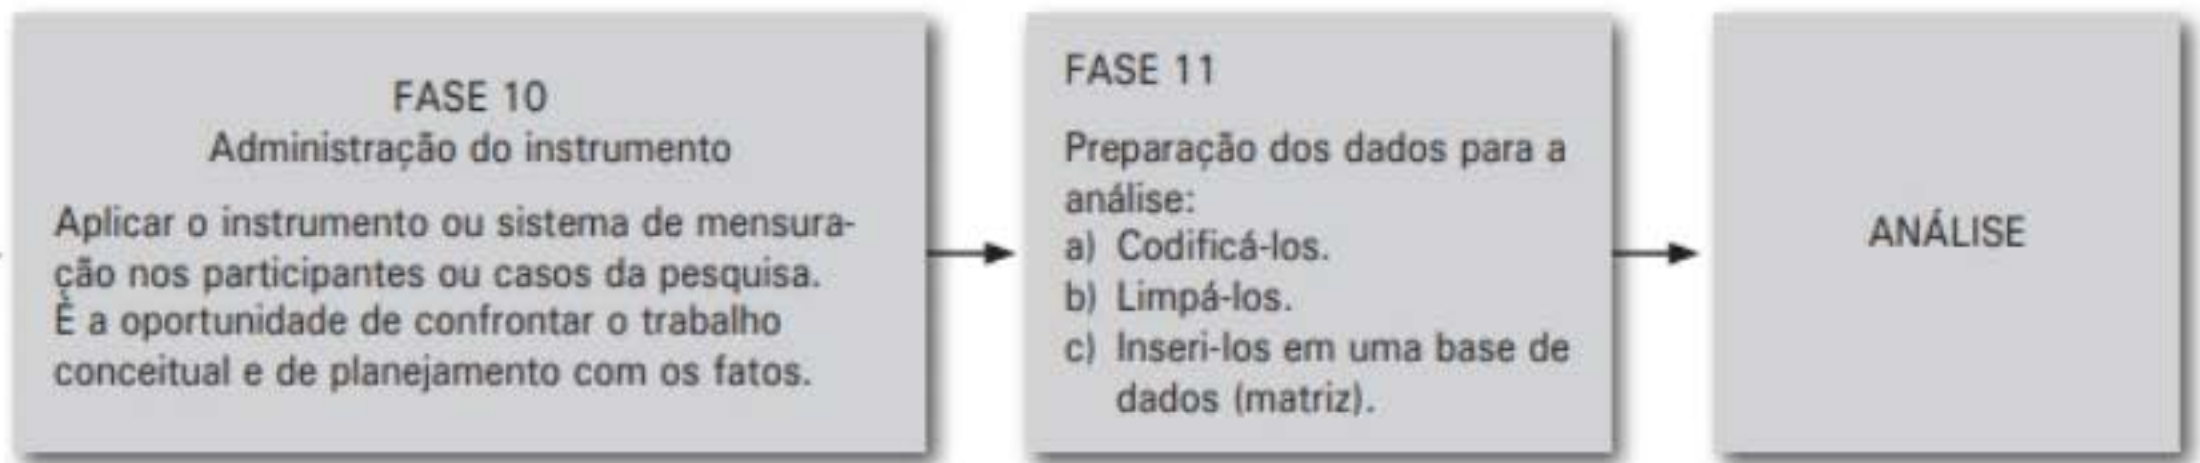 FASE 10
Administração do instrumento
Aplicar o instrumento ou sistema de mensura-
ção nos participantes ou casos da pesquisa.
É a oportunidade de confrontar o trabalho
conceitual e de planejamento com os fatos.
FASE 11
Preparação dos dados para a
análise:
a) Codificá-los.
b) Limpá-los.
c) Inseri-los em uma base de
dados (matriz).
ANÁLISE